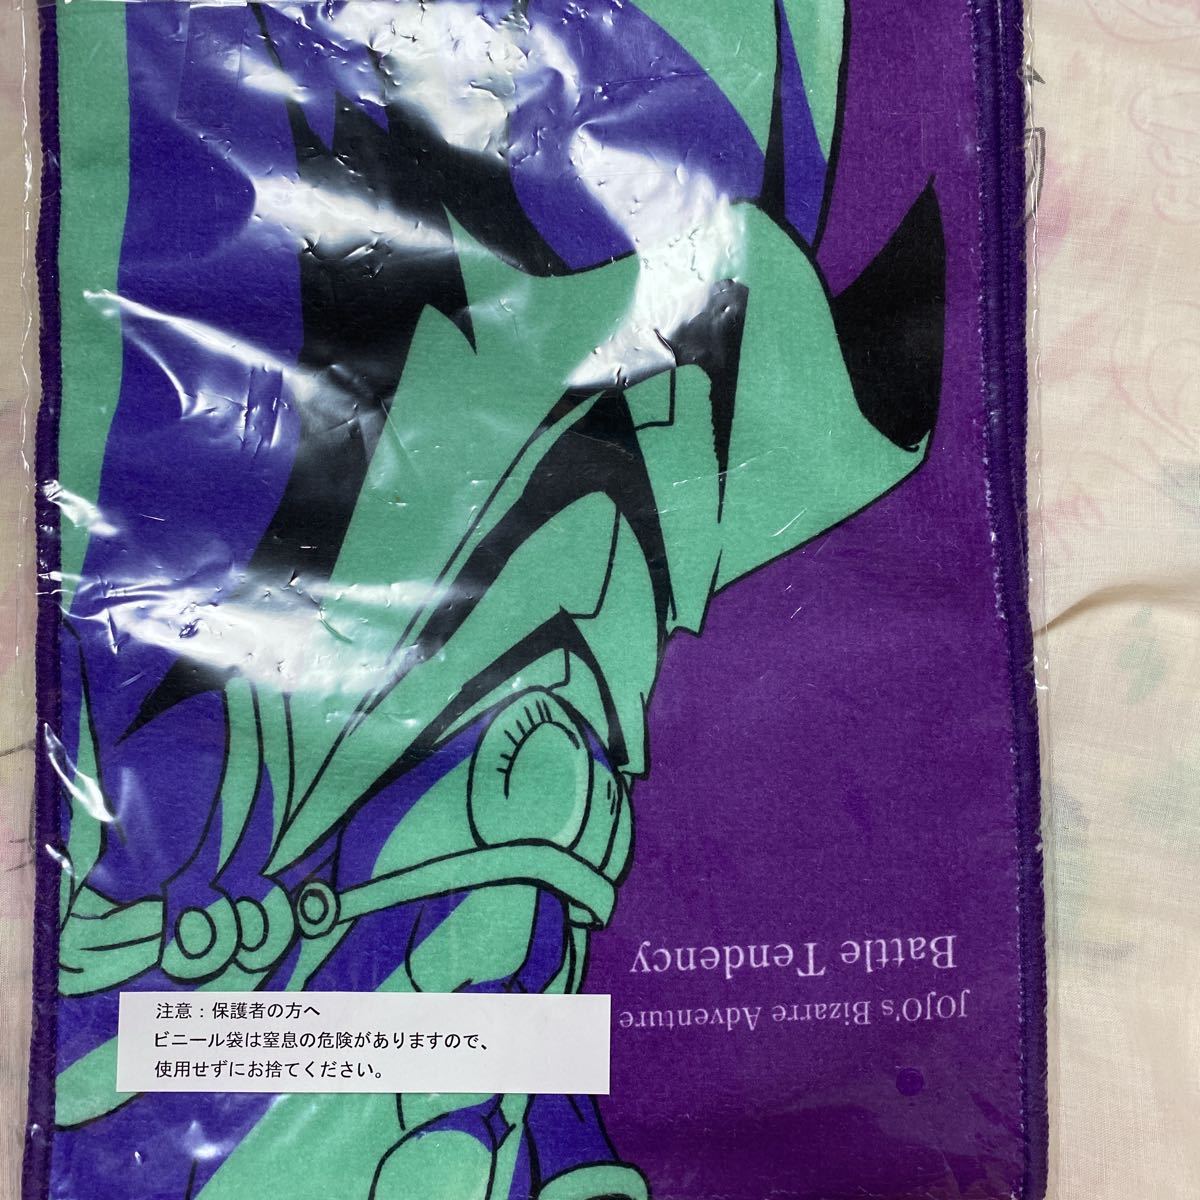 JOJO's Bizarre Adventure
Battle Tendency
注意：保護者の方へ
ビニール袋は窒息の危険がありますので、
使用せずにお捨てください。